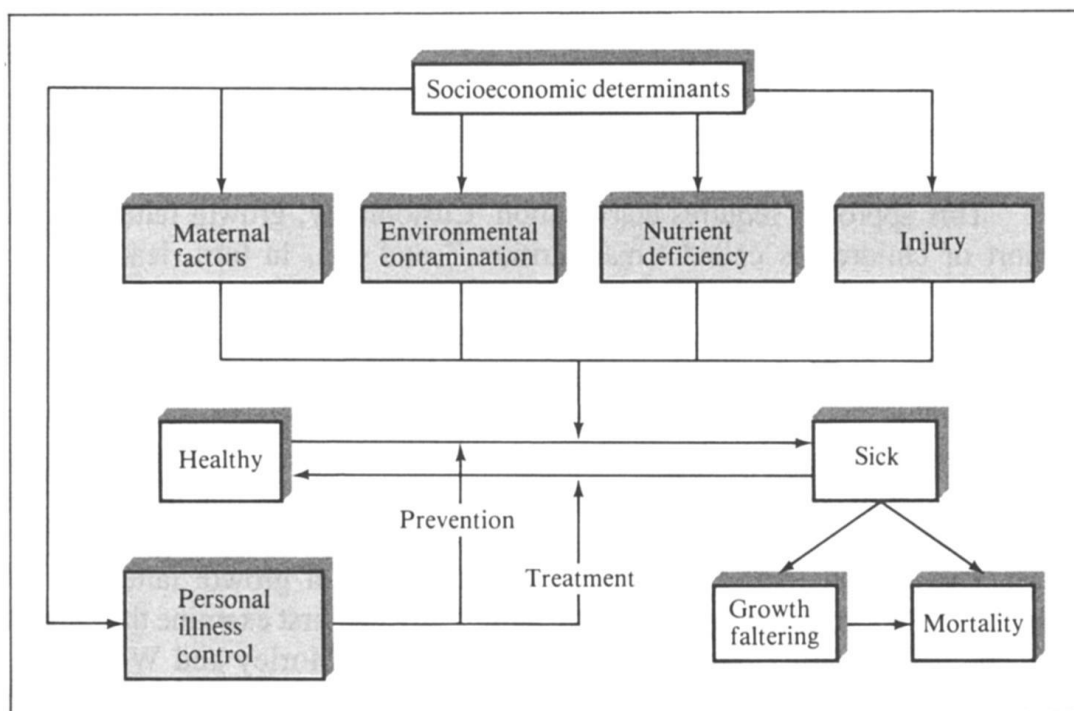 Socioeconomic determinants
Maternal
factors
Environmental
contamination
Nutrient
deficiency
Injury
Healthy
Sick
Prevention
Treatment
Personal
illness
control
Growth
faltering
Mortality